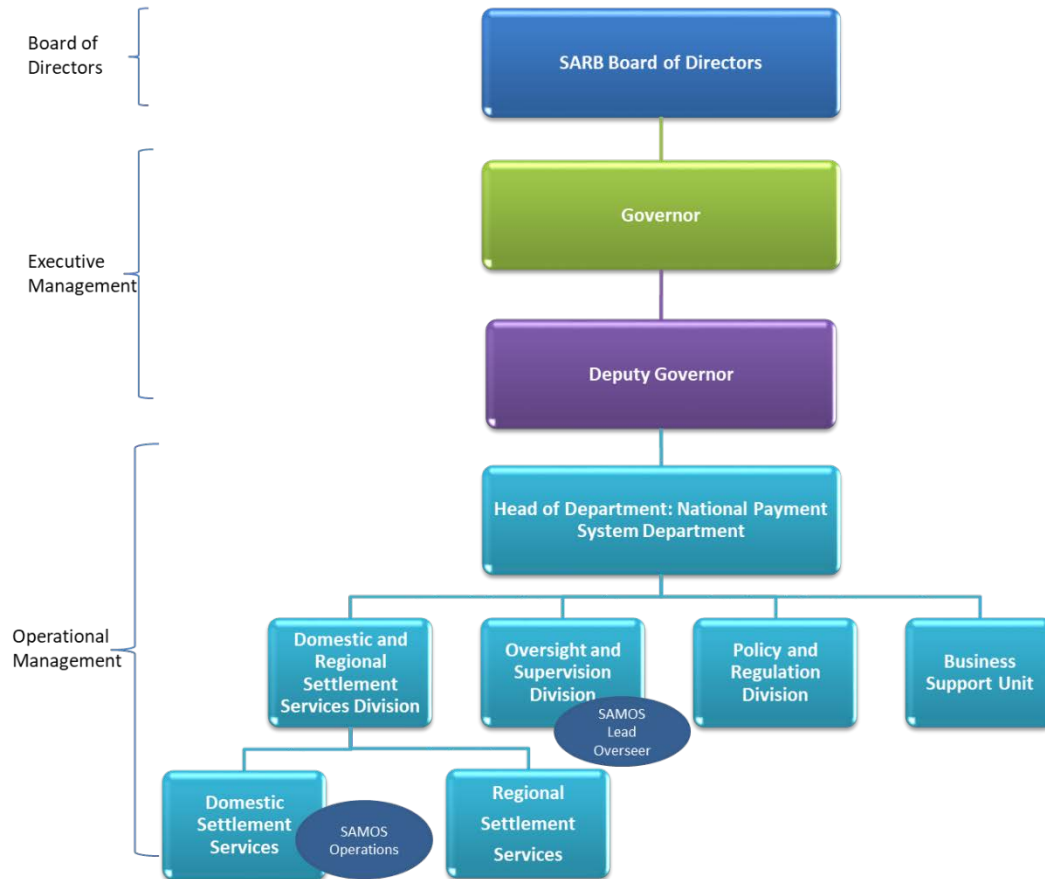 Board of
Directors
SARB Board of Directors
Governor
Executive
Management
Deputy Governor
Head of Department: National Payment
System Department
Operational
Management
Domestic and
Regional
Settlement
Services Division
Oversight and
Supervision
Division
SAMOS
Lead
Overseer
Policy and
Regulation
Division
Business
Support Unit
Domestic
Settlement
Services
SAMOS
Operations
Regional
Settlement
Services